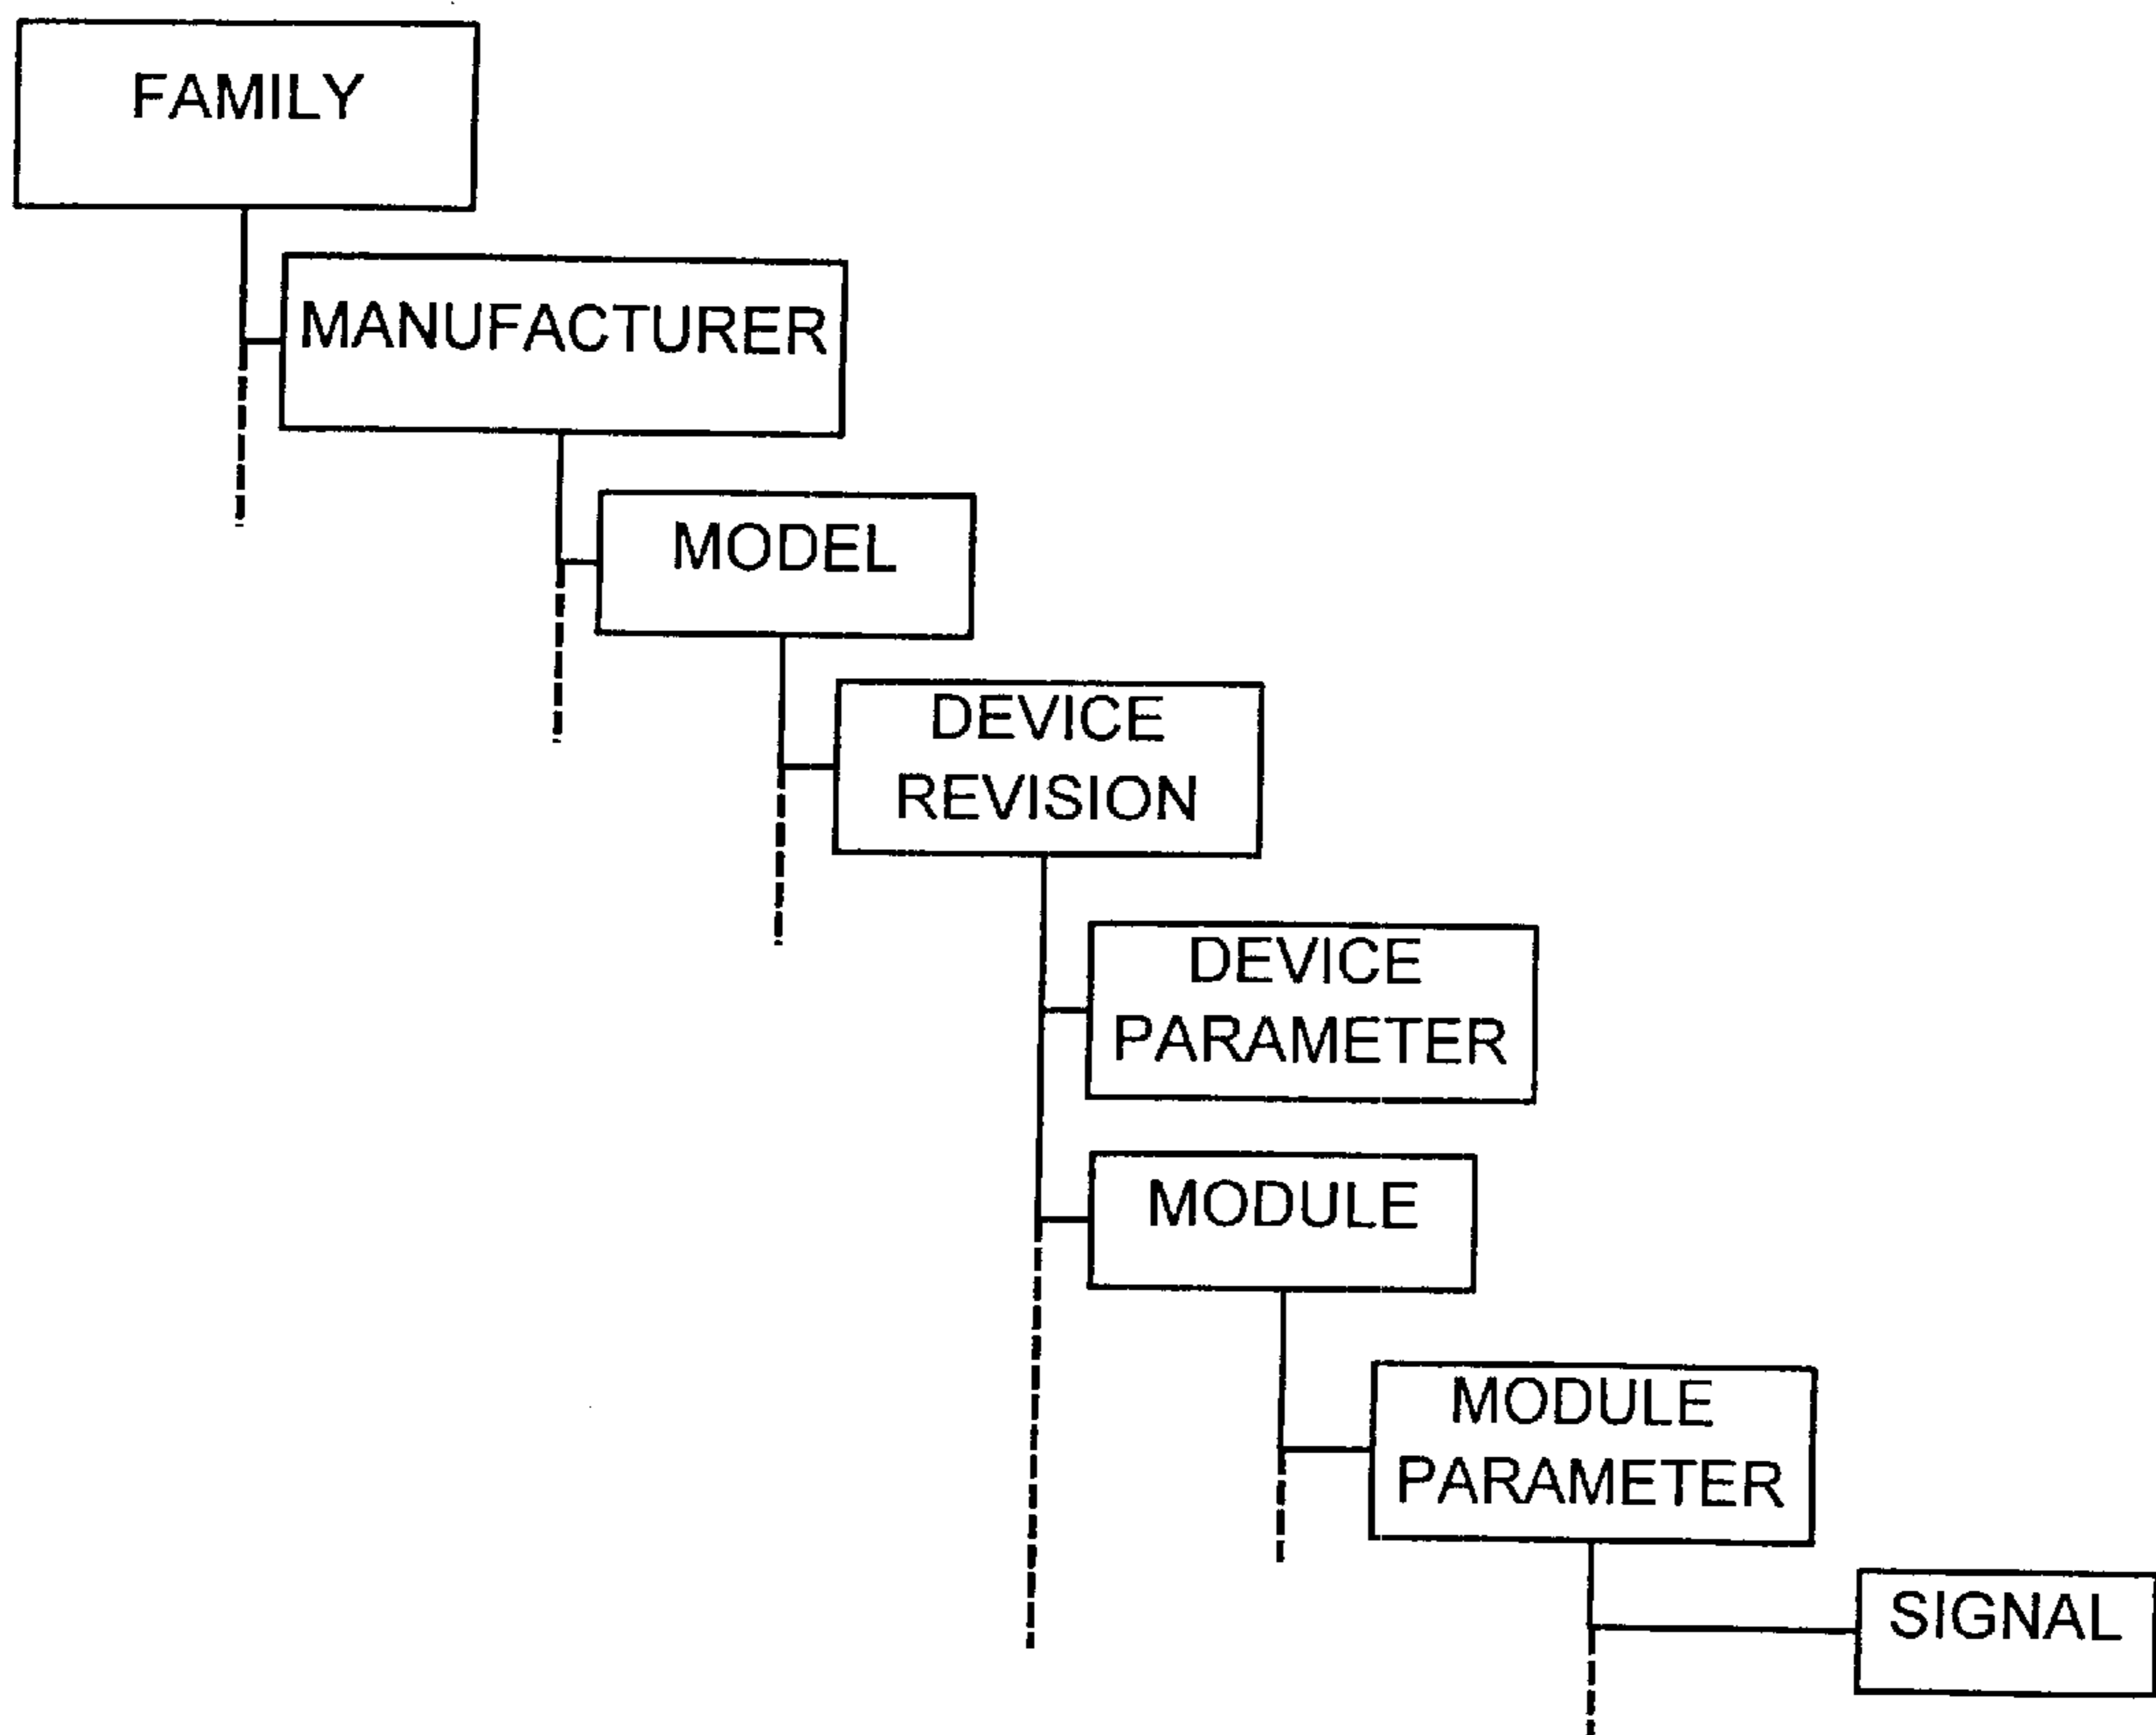 FAMILY
MANUFACTURER
MODEL
DEVICE
REVISION
DEVICE
PARAMETER
MODULE
MODULE
PARAMETER
SIGNAL